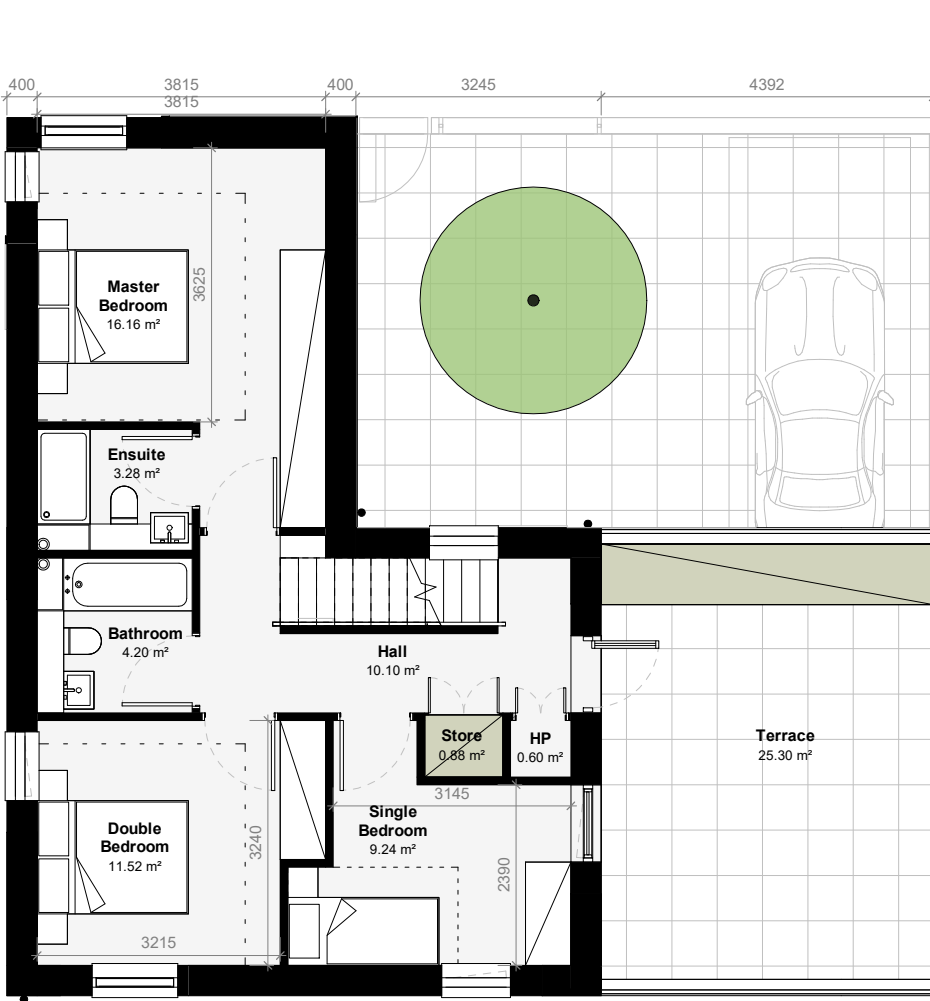 400
3815
400
3245
4392
3815
3625
Master
Bedroom
16.16 m²
Ensuite
3.28 m²
Bathroom
4.20 m²
Hall
10.10 m²
Store
0.88 m²
HP
0.60 m²
Terrace
25.30 m²
3145
Single
Bedroom
9.24 m²
Double
Bedroom
11.52 m²
3240
2390
3215